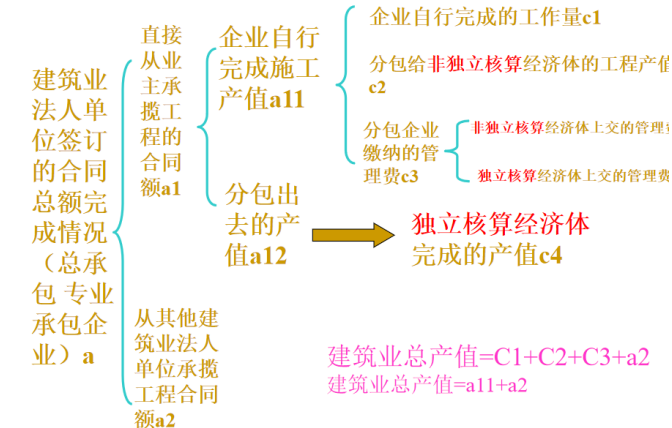 建筑业
法人单
位签订
的合同
总额完
成情况
（总承
包 专业
承包企
业）a
直接
从业
主承
揽工
程的
合同
额a1
企业自行
完成施工
产值a11
企业自行完成的工作量c1
分包给非独立核算经济体的工程产值
c2
分包企业
缴纳的管
理费c3
非独立核算经济体上交的管理费
独立核算经济体上交的管理费
分包出
去的产
值a12
独立核算经济体
完成的产值c4
从其他建
筑业法人
单位承揽
工程合同
额a2
建筑业总产值=C1+C2+C3+a2
建筑业总产值=a11+a2